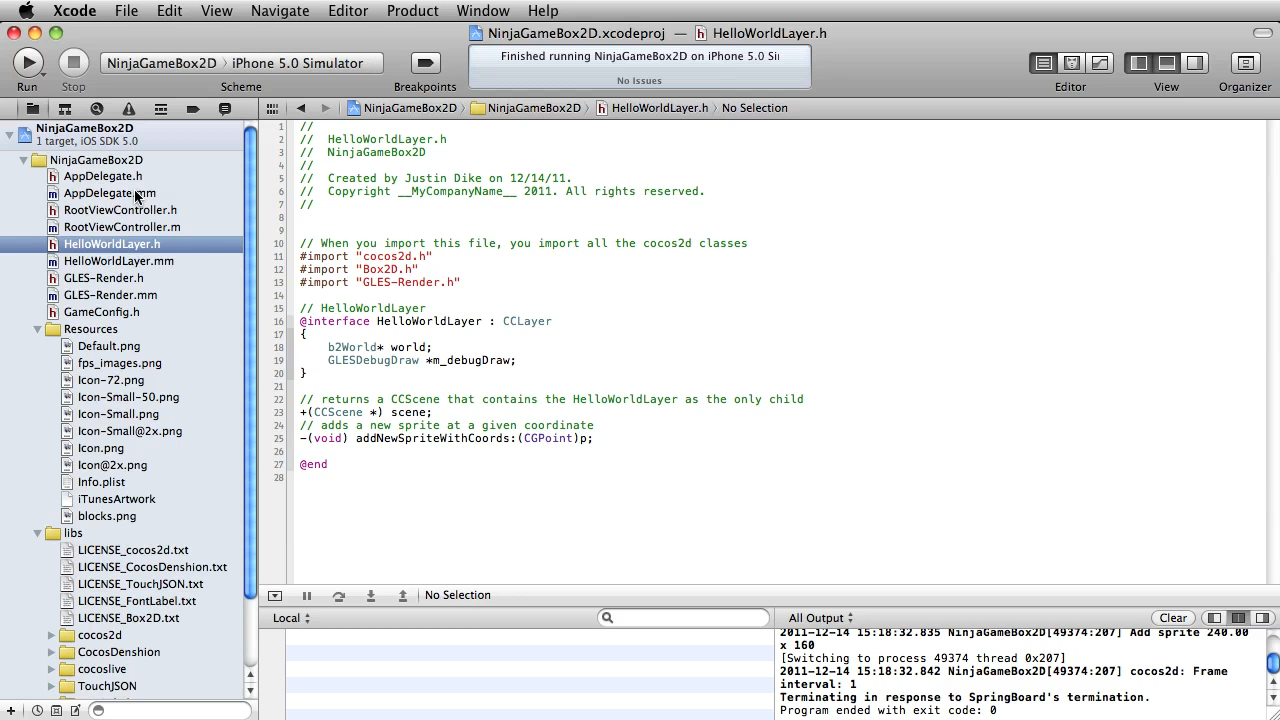 Xcode File Edit View Navigate Editor Product Window Help
NinjaGameBox2D.xcodeproj — HelloWorldLayer.h
NinjaGameBox2D iPhone 5.0 Simulator
Finished running NinjaGameBox2D on iPhone 5.0 Sir
No Issues
Run Stop Scheme Breakpoints Editor View Organizer
NinjaGameBox2D NinjaGameBox2D HelloWorldLayer.h No Selection
NinjaGameBox2D
1 target, iOS SDK 5.0
NinjaGameBox2D
AppDelegate.h
AppDelegate.mm
RootViewController.h
RootViewController.m
HelloWorldLayer.h
HelloWorldLayer.mm
GLES-Render.h
GLES-Render.mm
GameConfig.h
Resources
Default.png
fps_images.png
Icon-72.png
Icon-Small-50.png
Icon-Small.png
Icon-Small@2x.png
Icon.png
Icon@2x.png
Info.plist
iTunesArtwork
blocks.png
libs
LICENSE_cocos2d.txt
LICENSE_CocosDenshion.txt
LICENSE_TouchJSON.txt
LICENSE_FontLabel.txt
LICENSE_Box2D.txt
cocos2d
CocosDenshion
cocoslive
TouchJSON
1 //
2 // HelloWorldLayer.h
3 // NinjaGameBox2D
4 //
5 // Created by Justin Dike on 12/14/11.
6 // Copyright __MyCompanyName__ 2011. All rights reserved.
7 //
8
9
10 // When you import this file, you import all the cocos2d classes
11 #import "cocos2d.h"
12 #import "Box2D.h"
13 #import "GLES-Render.h"
14
15 // HelloWorldLayer
16 @interface HelloWorldLayer : CCLayer
17 {
18 b2World* world;
19 GLESDebugDraw *m_debugDraw;
20 }
21
22 // returns a CCScene that contains the HelloWorldLayer as the only child
23 +(CCScene *) scene;
24 // adds a new sprite at a given coordinate
25 -(void) addNewSpriteWithCoords:(CGPoint)p;
26
27 @end
28
No Selection
Local All Output Clear
2011-12-14 15:18:32.835 NinjaGameBox2D[49374:207] Add sprite 240.00
x 160
[Switching to process 49374 thread 0x207]
2011-12-14 15:18:32.842 NinjaGameBox2D[49374:207] cocos2d: Frame
interval: 1
Terminating in response to SpringBoard's termination.
Program ended with exit code: 0